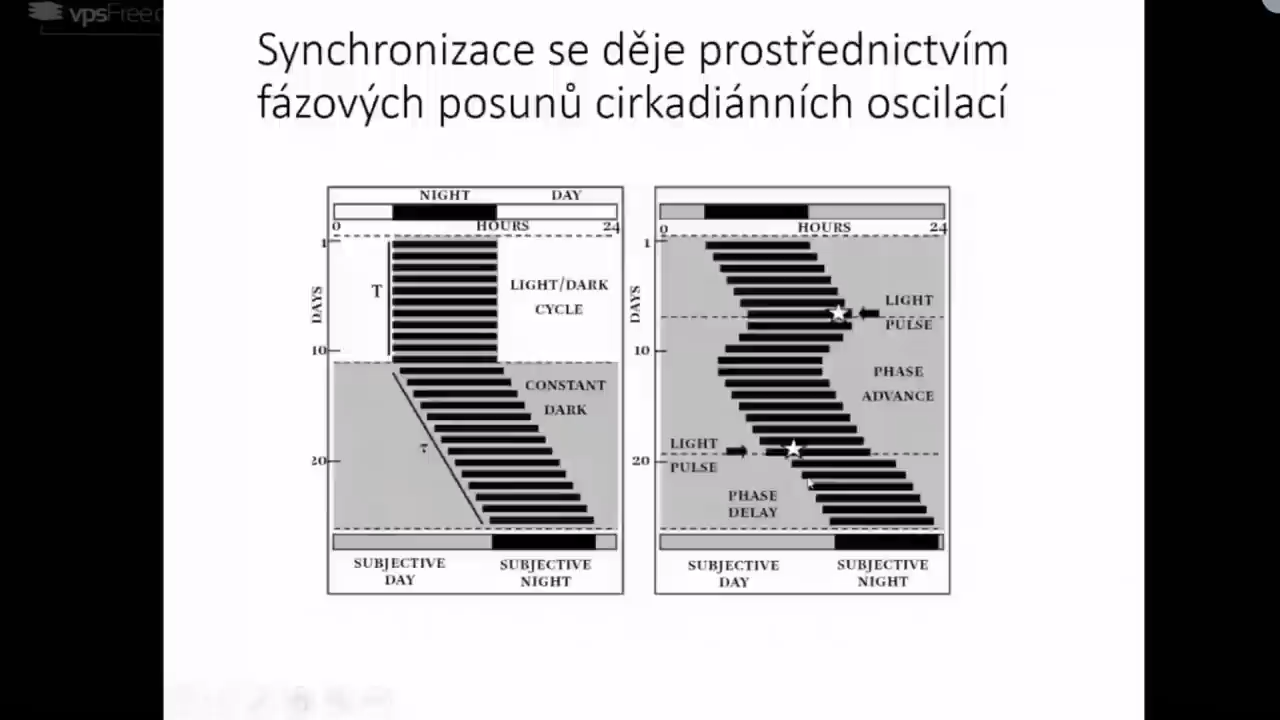 vpsFree
Synchronizace se děje prostřednictvím
fázových posunů cirkadiánních oscilací
NIGHT DAY
0 HOURS 24
DAYS
1
10
20
T
LIGHT/DARK
CYCLE
CONSTANT
DARK
τ
SUBJECTIVE
DAY
SUBJECTIVE
NIGHT
0 HOURS 24
DAYS
1
10
20
LIGHT
PULSE
PHASE
ADVANCE
LIGHT
PULSE
PHASE
DELAY
SUBJECTIVE
DAY
SUBJECTIVE
NIGHT